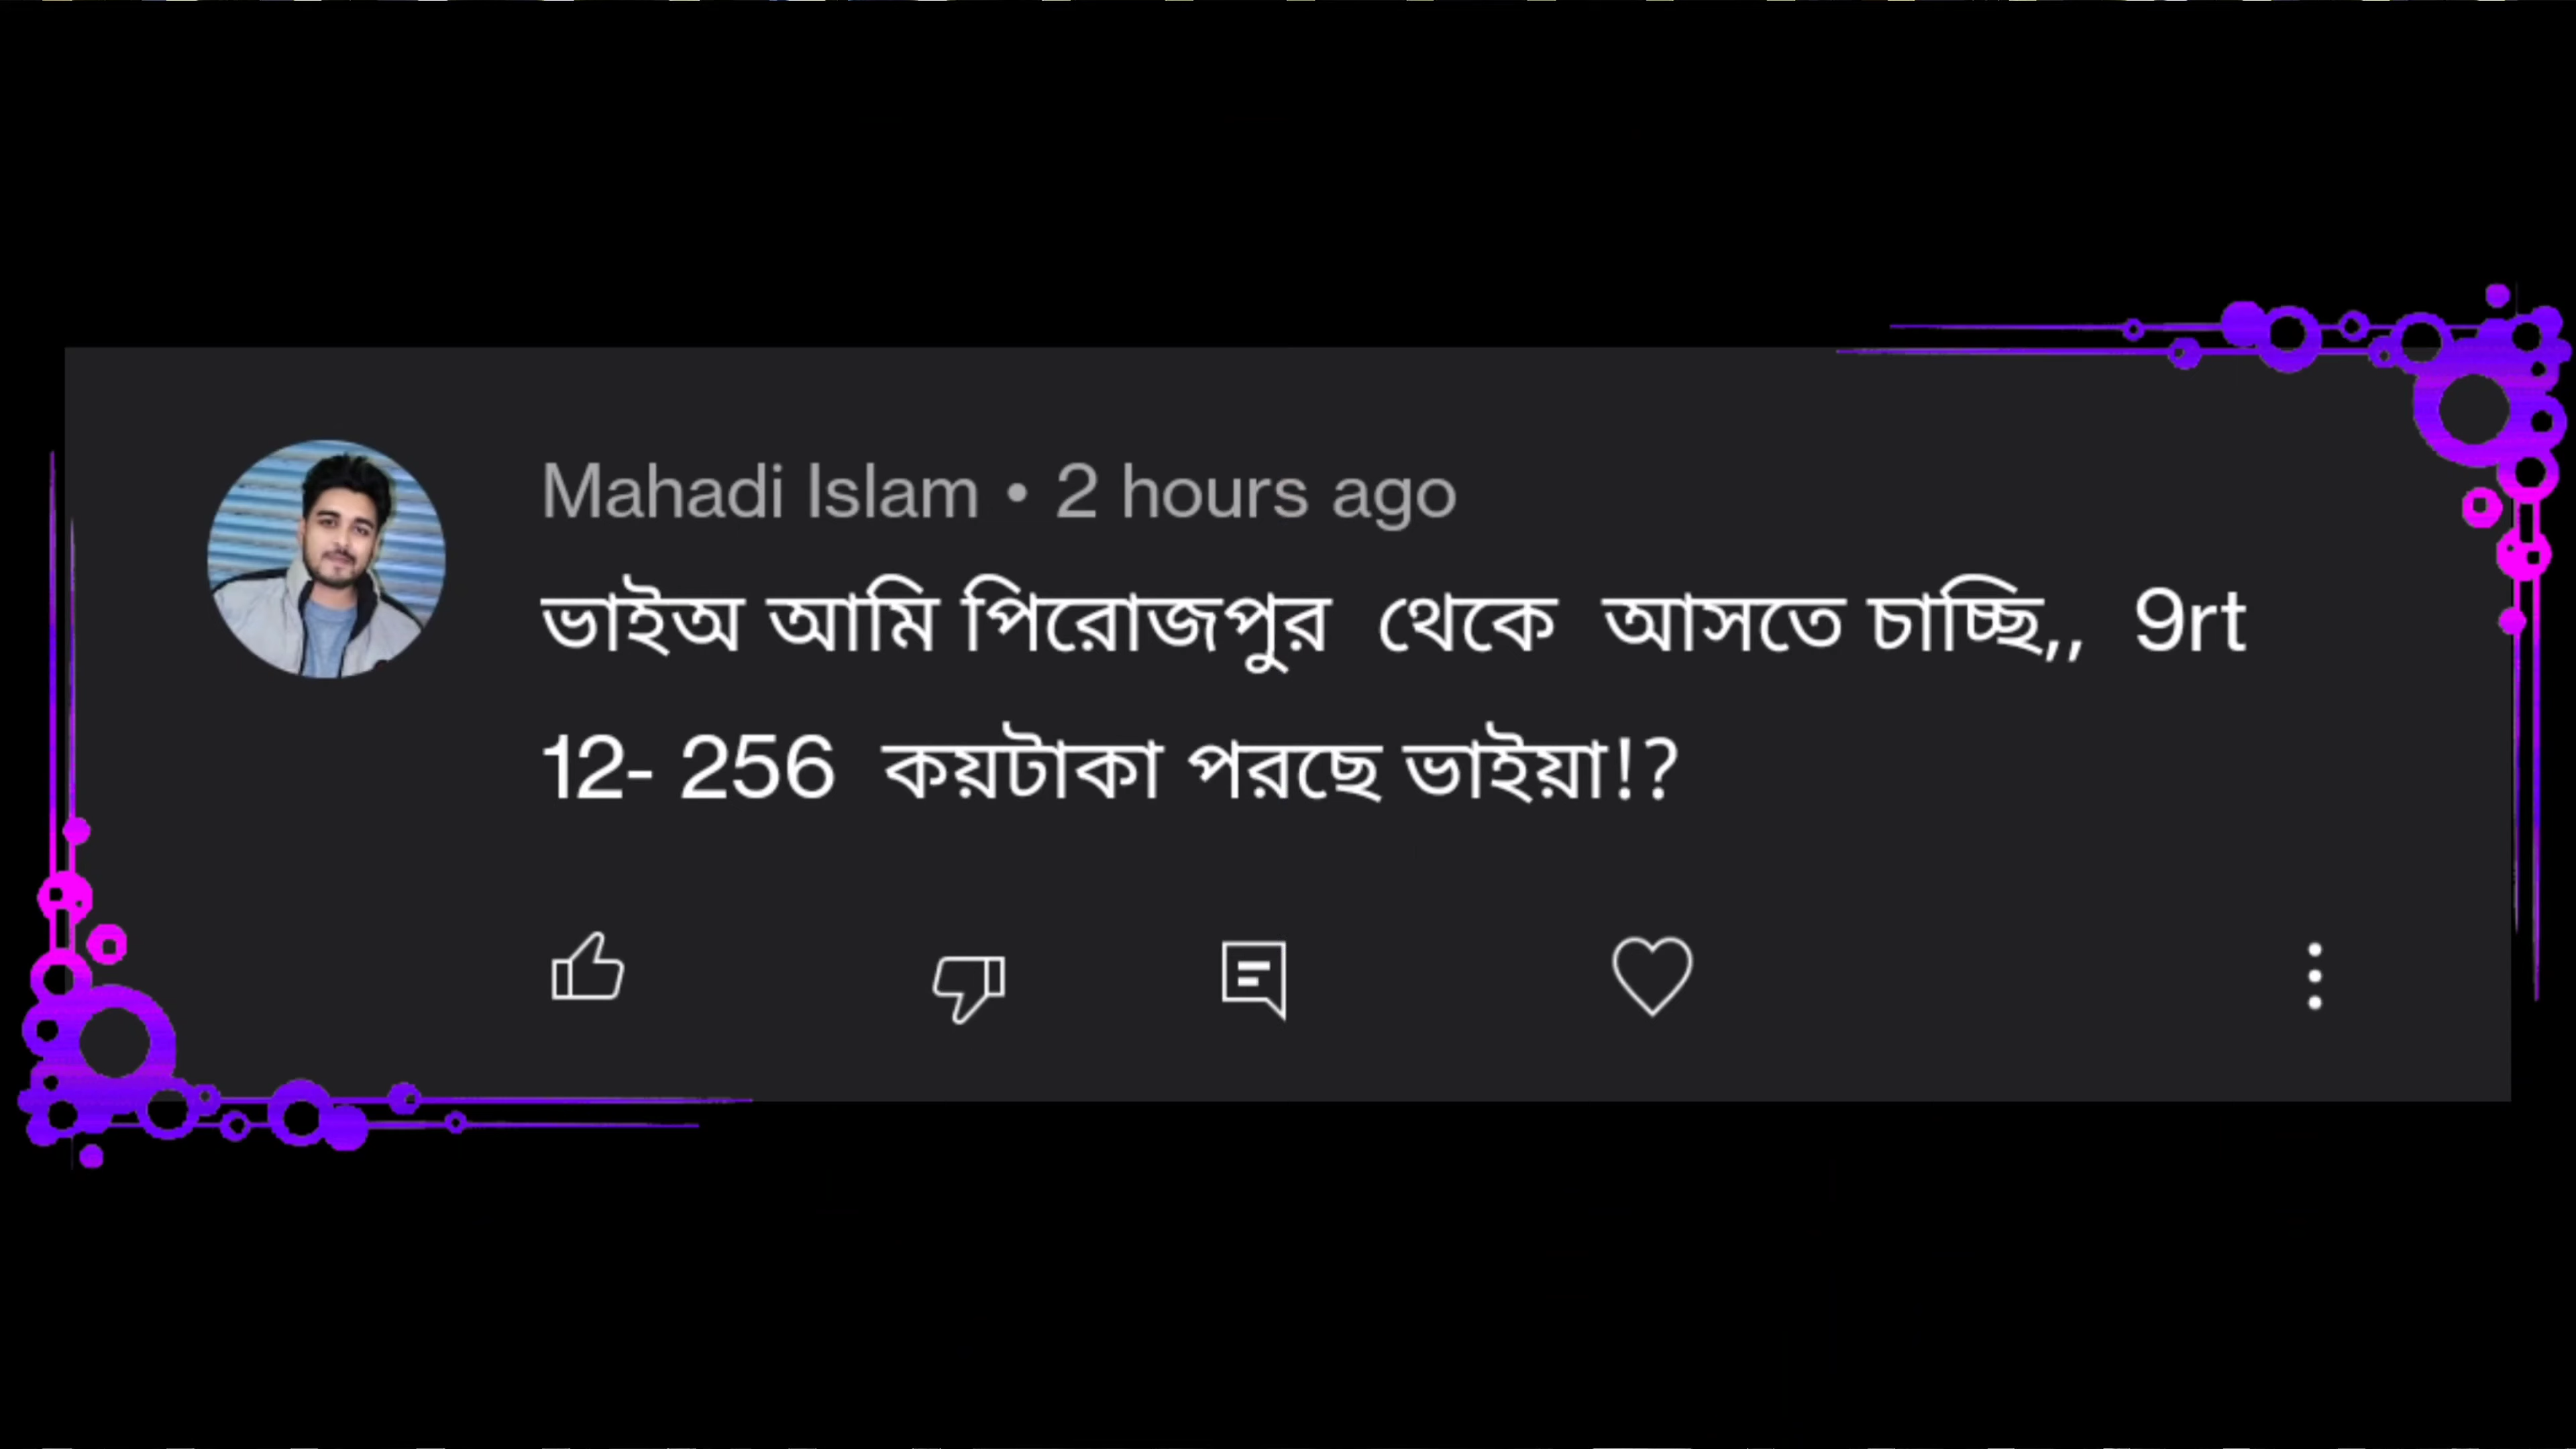 Mahadi Islam • 2 hours ago
ভাইঅ আমি পিরোজপুর থেকে আসতে চাচ্ছি,, 9rt
12- 256 কয়টাকা পরছে ভাইয়া!?